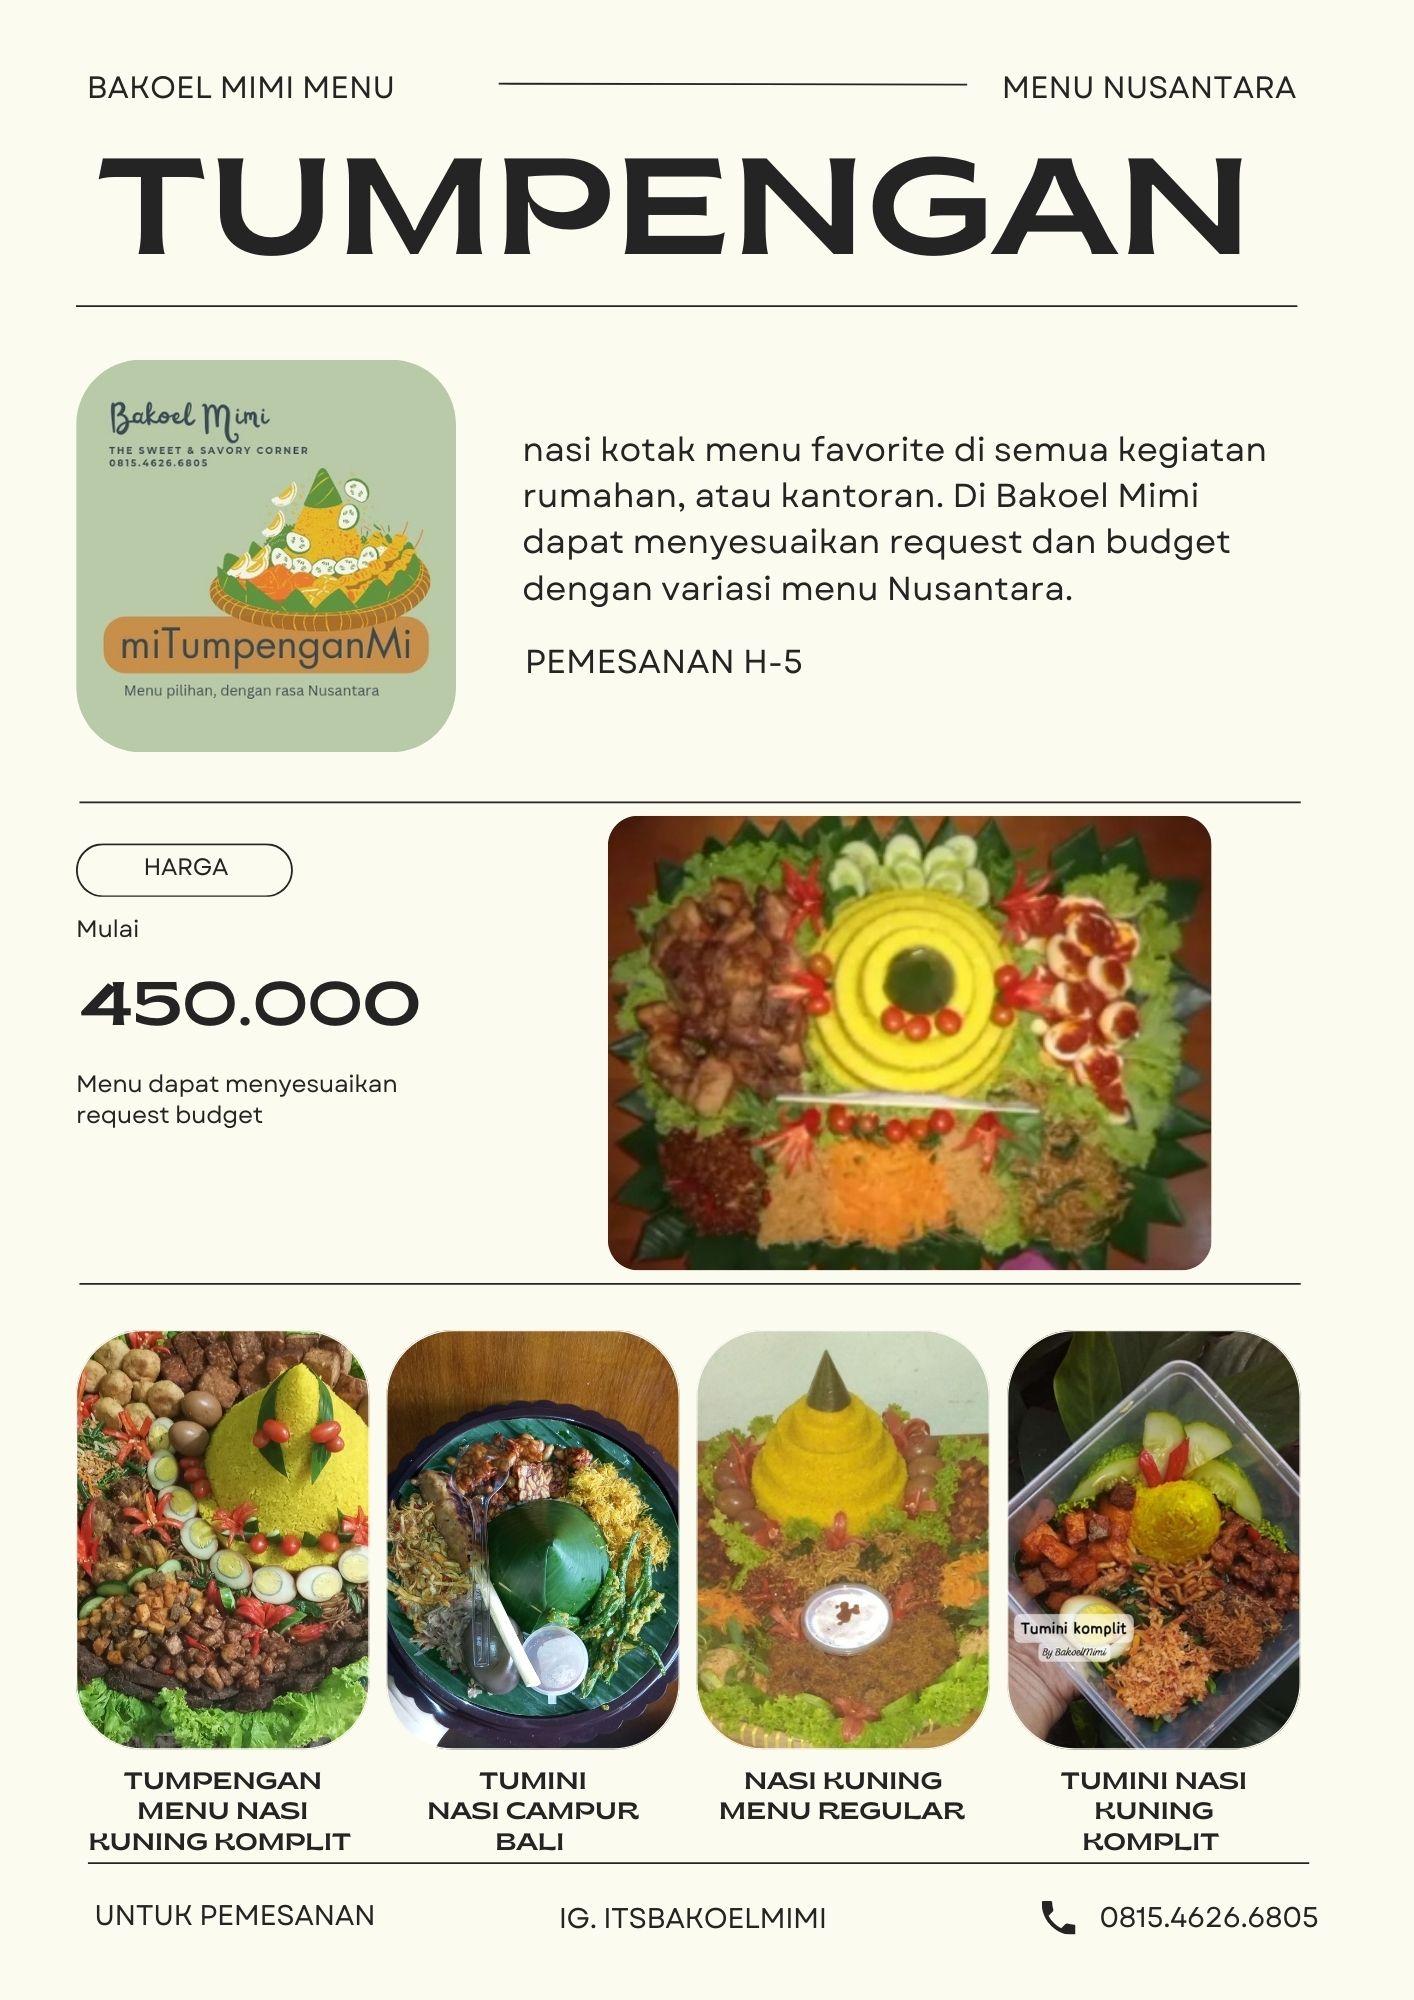 BAKOEL MIMI MENU
MENU NUSANTARA
TUMPENGAN
Bakoel Mimi
THE SWEET & SAVORY CORNER
0815.4626.6805
miTumpenganMi
Menu pilihan, dengan rasa Nusantara
nasi kotak menu favorite di semua kegiatan
rumahan, atau kantoran. Di Bakoel Mimi
dapat menyesuaikan request dan budget
dengan variasi menu Nusantara.
PEMESANAN H-5
HARGA
Mulai
450.000
Menu dapat menyesuaikan
request budget
Tumini komplit
By BakoelMimi
TUMPENGAN
MENU NASI
KUNING KOMPLIT
TUMINI
NASI CAMPUR
BALI
NASI KUNING
MENU REGULAR
TUMINI NASI
KUNING
KOMPLIT
UNTUK PEMESANAN
IG. ITSBAKOELMIMI
0815.4626.6805